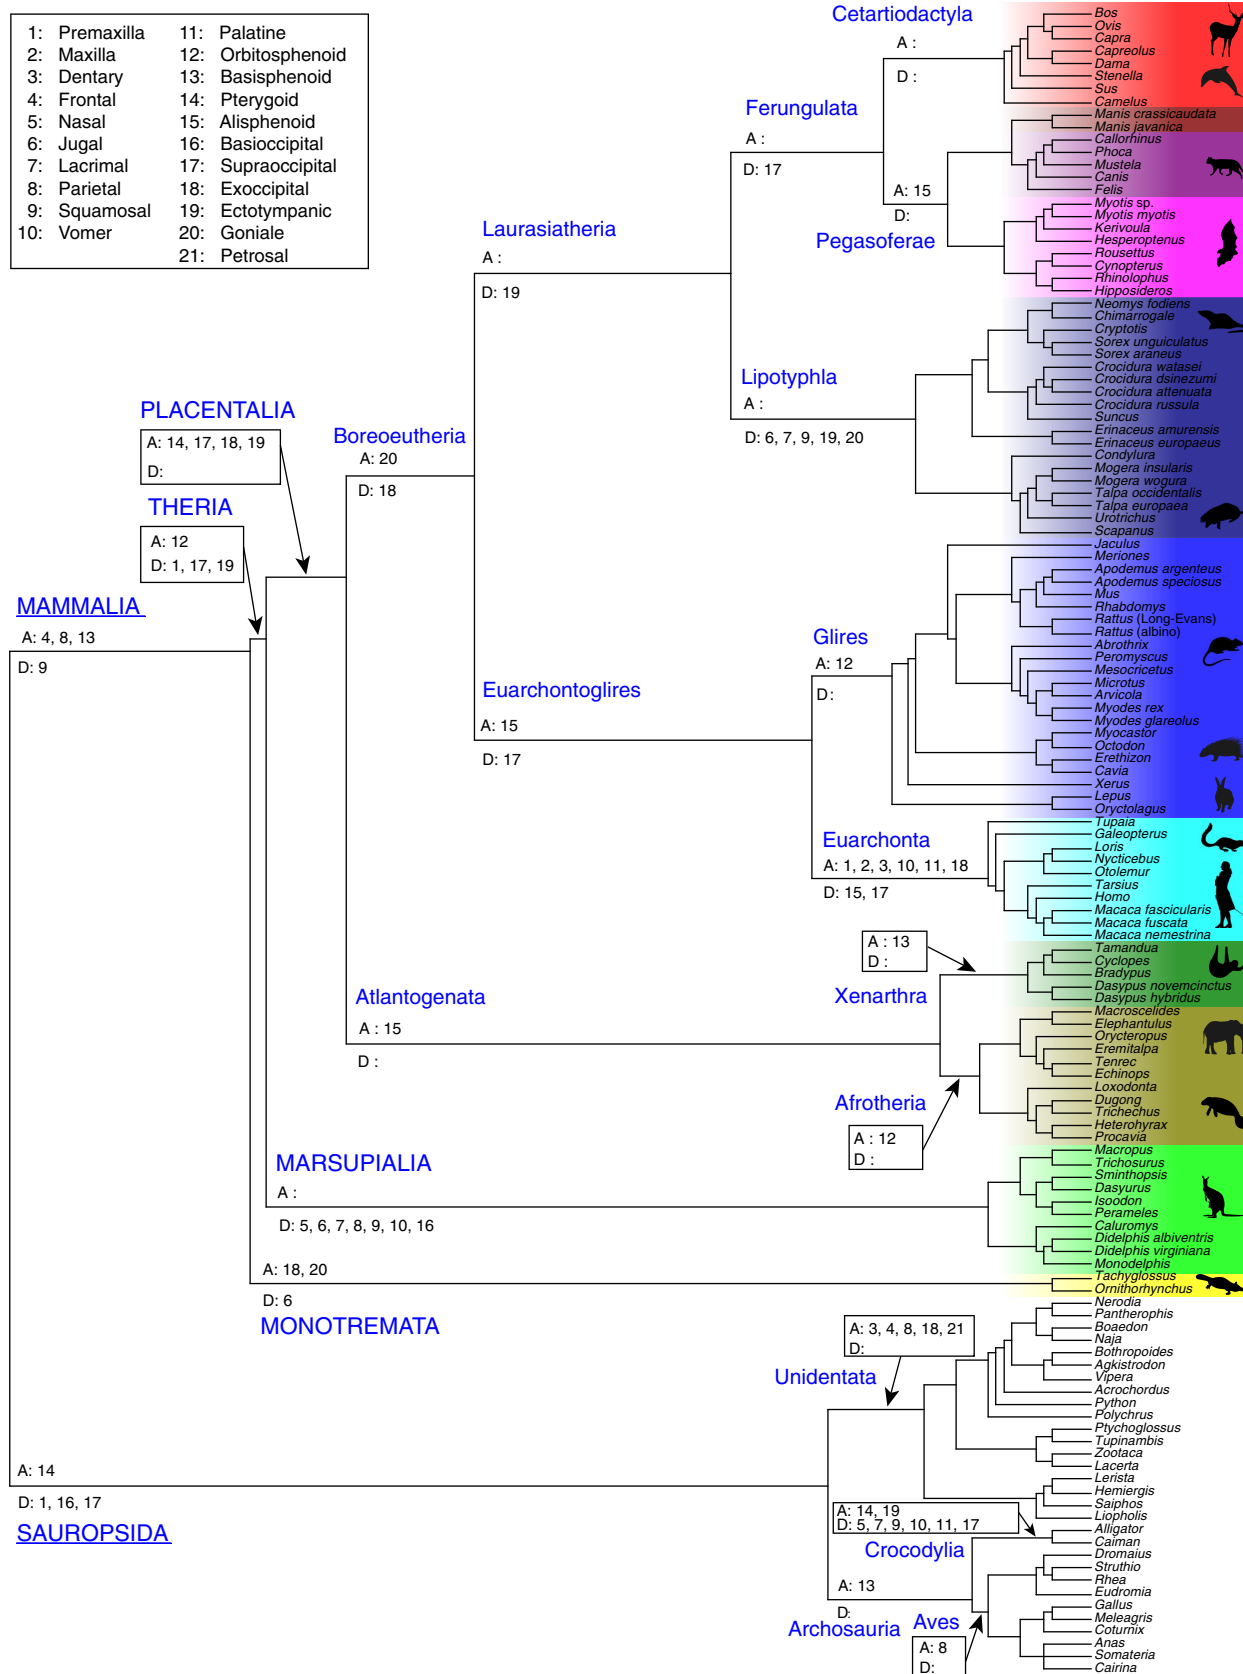 1: Premaxilla
2: Maxilla
3: Dentary
4: Frontal
5: Nasal
6: Jugal
7: Lacrimal
8: Parietal
9: Squamosal
10: Vomer
11: Palatine
12: Orbitosphenoid
13: Basisphenoid
14: Pterygoid
15: Alisphenoid
16: Basioccipital
17: Supraoccipital
18: Exoccipital
19: Ectotympanic
20: Goniale
21: Petrosal
Cetartiodactyla
A :
D :
Ferungulata
A :
D: 17
A: 15
D:
Pegasoferae
Laurasiatheria
A :
D: 19
Lipotyphla
A :
D: 6, 7, 9, 19, 20
PLACENTALIA
A: 14, 17, 18, 19
D:
Boreoeutheria
A: 20
D: 18
THERIA
A: 12
D: 1, 17, 19
MAMMALIA
A: 4, 8, 13
D: 9
Glires
A: 12
D :
Euarchontoglires
A: 15
D: 17
Euarchonta
A: 1, 2, 3, 10, 11, 18
D: 15, 17
A : 13
D :
Xenarthra
Atlantogenata
A : 15
D :
Afrotheria
A : 12
D :
MARSUPIALIA
A :
D: 5, 6, 7, 8, 9, 10, 16
A: 18, 20
D: 6
MONOTREMATA
A: 3, 4, 8, 18, 21
D:
Unidentata
A: 14
D: 1, 16, 17
SAUROPSIDA
A: 14, 19
D: 5, 7, 9, 10, 11, 17
Crocodylia
A: 13
D:
Archosauria
Aves
A: 8
D:
Bos
Ovis
Capra
Capreolus
Dama
Stenella
Sus
Camelus
Manis crassicaudata
Manis javanica
Callorhinus
Phoca
Mustela
Canis
Felis
Myotis sp.
Myotis myotis
Kerivoula
Hesperoptenus
Rousettus
Cynopterus
Rhinolophus
Hipposideros
Neomys fodiens
Chimarrogale
Cryptotis
Sorex unguiculatus
Sorex araneus
Crocidura watasei
Crocidura dsinezumi
Crocidura attenuata
Crocidura russula
Suncus
Erinaceus amurensis
Erinaceus europaeus
Condylura
Mogera insularis
Mogera wogura
Talpa occidentalis
Talpa europaea
Urotrichus
Scapanus
Jaculus
Meriones
Apodemus argenteus
Apodemus speciosus
Mus
Rhabdomys
Rattus (Long-Evans)
Rattus (albino)
Abrothrix
Peromyscus
Mesocricetus
Microtus
Arvicola
Myodes rex
Myodes glareolus
Myocastor
Octodon
Erethizon
Cavia
Xerus
Lepus
Oryctolagus
Tupaia
Galeopterus
Loris
Nycticebus
Otolemur
Tarsius
Homo
Macaca fascicularis
Macaca fuscata
Macaca nemestrina
Tamandua
Cyclopes
Bradypus
Dasypus novemcinctus
Dasypus hybridus
Macroscelides
Elephantulus
Orycteropus
Eremitalpa
Tenrec
Echinops
Loxodonta
Dugong
Trichechus
Heterohyrax
Procavia
Macropus
Trichosurus
Sminthopsis
Dasyurus
Isoodon
Perameles
Caluromys
Didelphis albiventris
Didelphis virginiana
Monodelphis
Tachyglossus
Ornithorhynchus
Nerodia
Pantherophis
Boaedon
Naja
Bothropoides
Agkistrodon
Vipera
Acrochordus
Python
Polychrus
Ptychoglossus
Tupinambis
Zootaca
Lacerta
Lerista
Hemiergis
Saiphos
Liopholis
Alligator
Caiman
Dromaius
Struthio
Rhea
Eudromia
Gallus
Meleagris
Coturnix
Anas
Somateria
Cairina